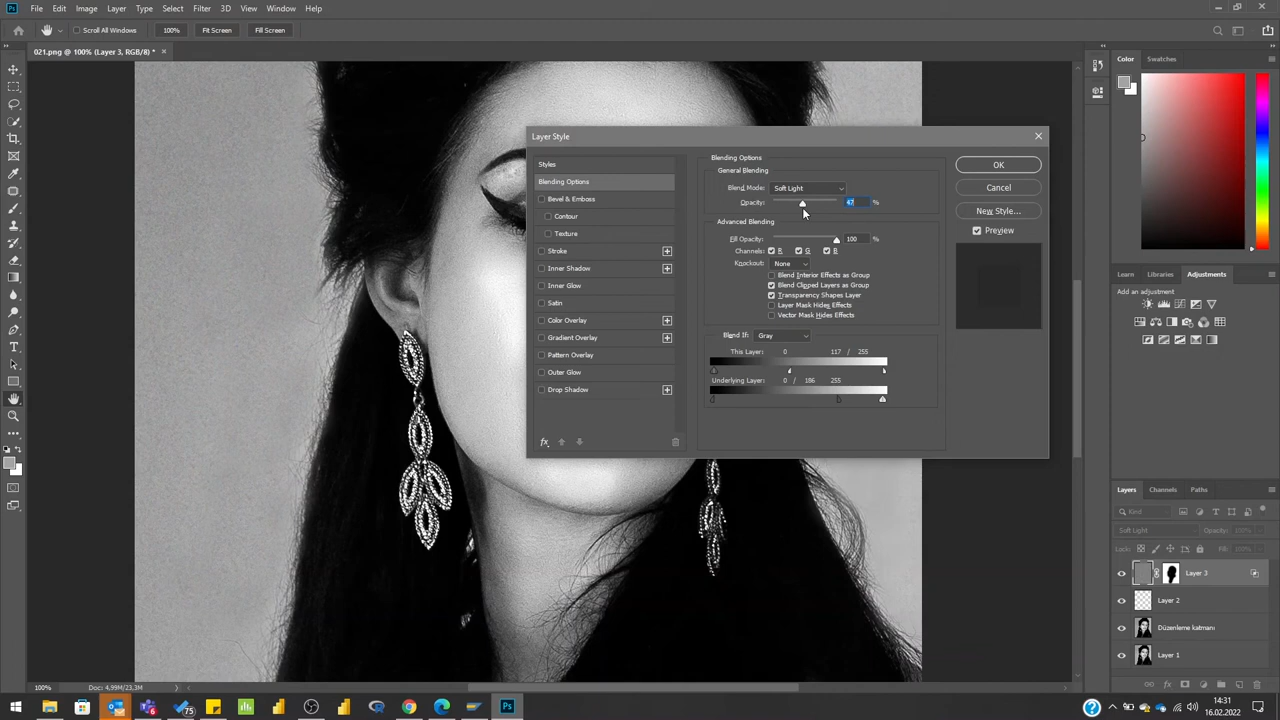 File Edit Image Layer Type Select Filter 3D View Window Help
Scroll All Windows 100% Fit Screen Fill Screen
021.png @ 100% (Layer 3, RGB/8) *
Color Swatches
Layer Style
Styles
Blending Options
Bevel & Emboss
Contour
Texture
Stroke
Inner Shadow
Inner Glow
Satin
Color Overlay
Gradient Overlay
Pattern Overlay
Outer Glow
Drop Shadow
fx
Blending Options
General Blending
Blend Mode: Soft Light
Opacity: 47 %
Advanced Blending
Fill Opacity: 100 %
Channels: R G B
Knockout: None
Blend Interior Effects as Group
Blend Clipped Layers as Group
Transparency Shapes Layer
Layer Mask Hides Effects
Vector Mask Hides Effects
Blend If: Gray
This Layer: 0 117 / 255
Underlying Layer: 0 / 186 255
OK
Cancel
New Style...
Preview
Learn Libraries Adjustments
Layers Channels Paths
Kind
Soft Light Opacity: 100%
Lock: Fill: 100%
Layer 3
Layer 2
Düzenleme katmanı
Layer 1
100% Doc: 4,99M/23,3M
75
14:31
16.02.2022